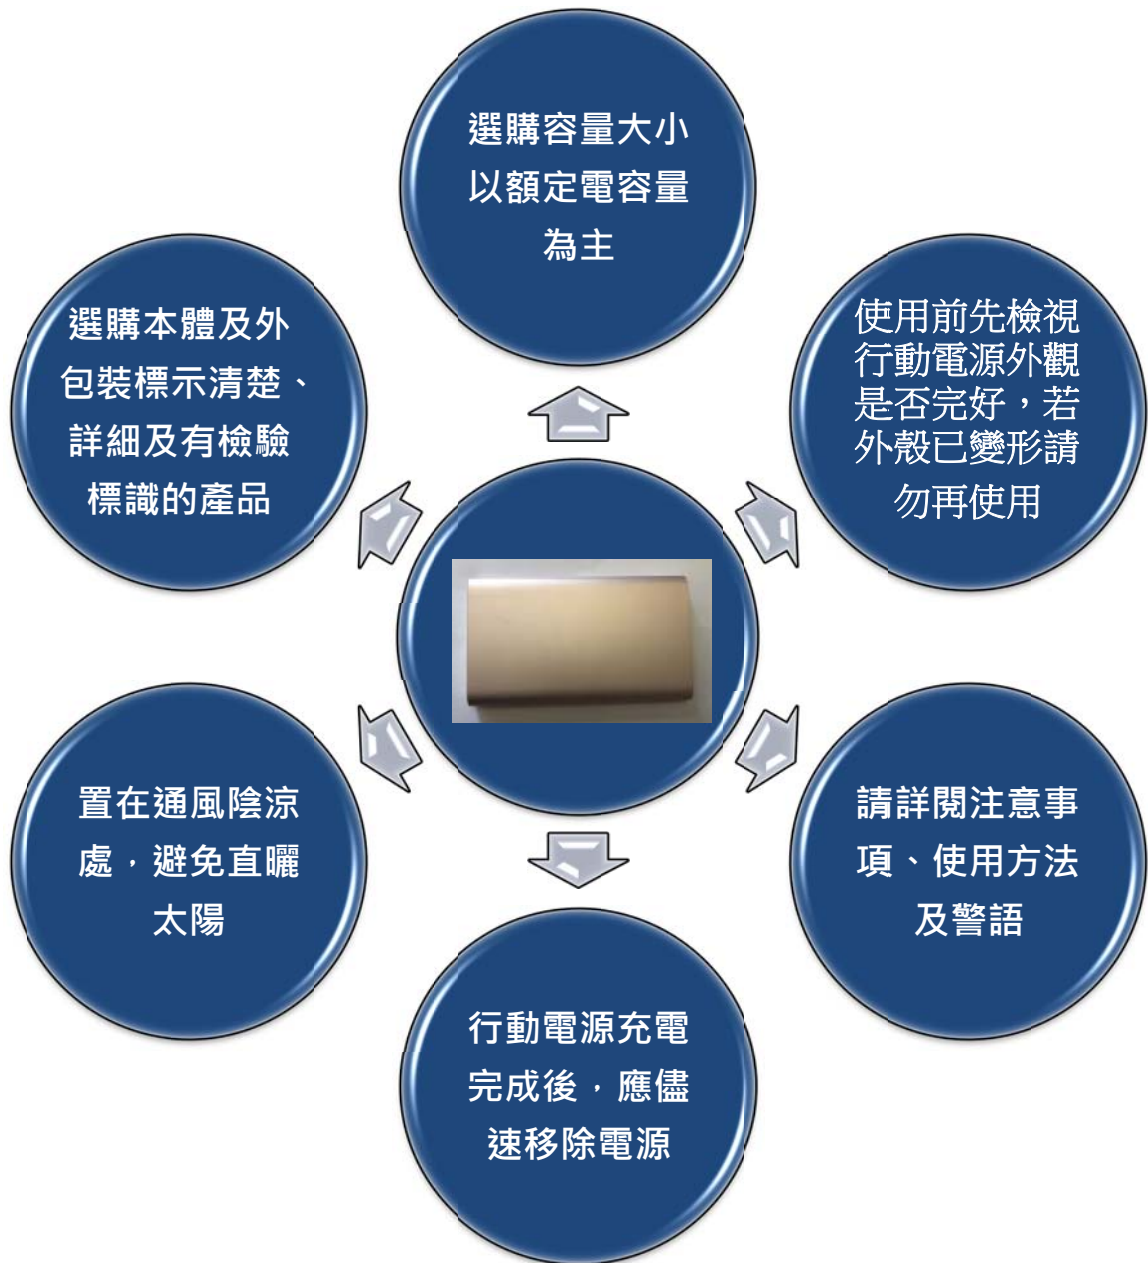 選購容量大小
以額定電容量
為主
使用前先檢視
行動電源外觀
是否完好，若
外殼已變形請
勿再使用
請詳閱注意事
項、使用方法
及警語
行動電源充電
完成後，應儘
速移除電源
置在通風陰涼
處，避免直曬
太陽
選購本體及外
包裝標示清楚、
詳細及有檢驗
標識的產品